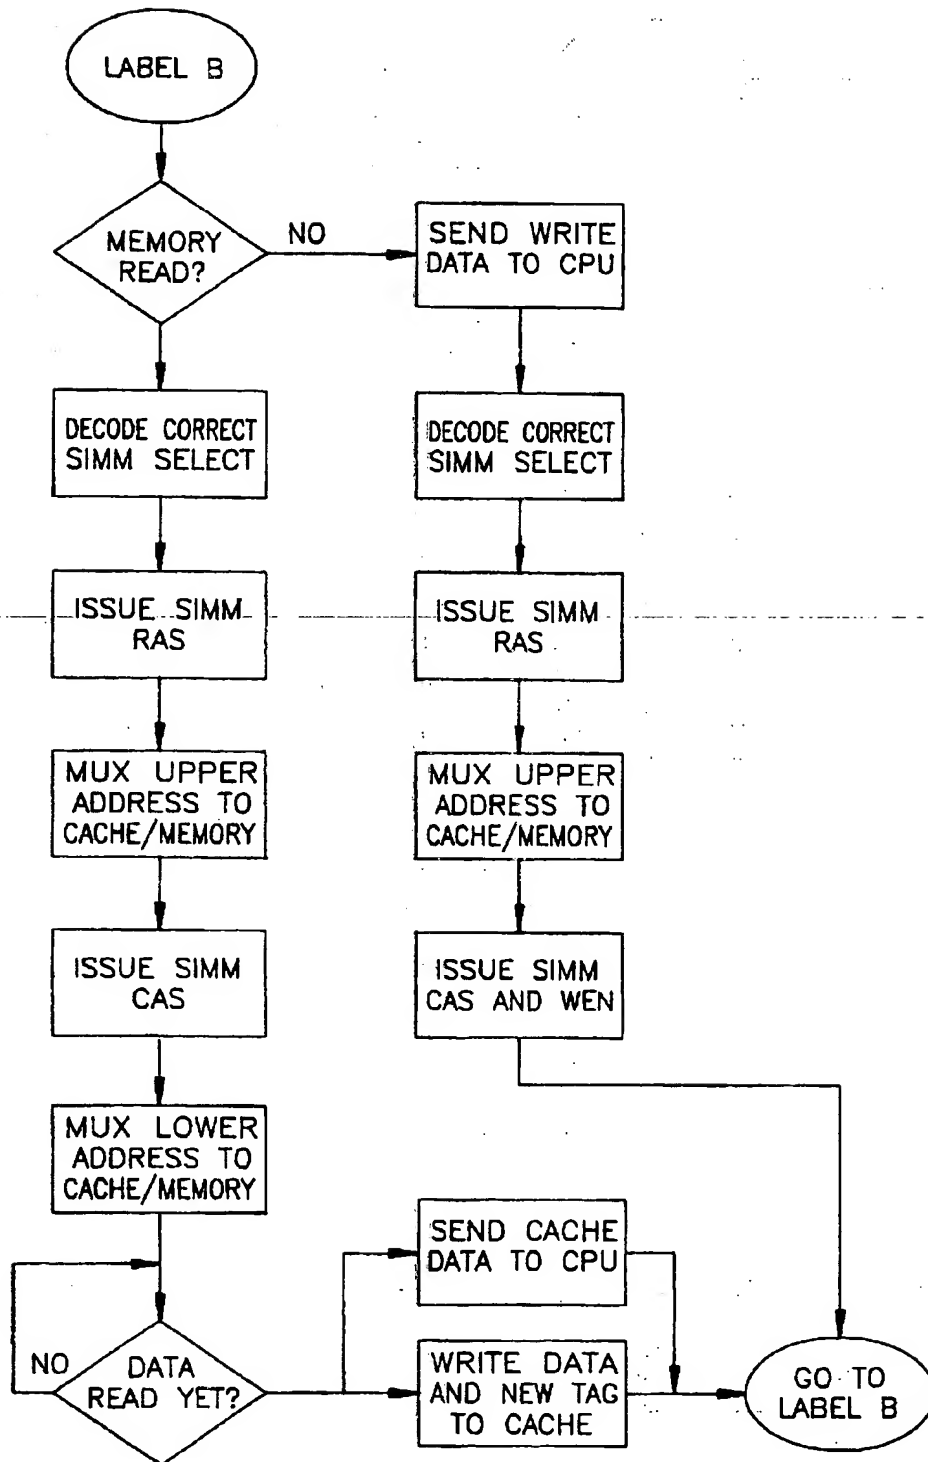 LABEL B
MEMORY
READ?
NO
SEND WRITE
DATA TO CPU
DECODE CORRECT
SIMM SELECT
DECODE CORRECT
SIMM SELECT
ISSUE SIMM
RAS
ISSUE SIMM
RAS
MUX UPPER
ADDRESS TO
CACHE/MEMORY
MUX UPPER
ADDRESS TO
CACHE/MEMORY
ISSUE SIMM
CAS
ISSUE SIMM
CAS AND WEN
MUX LOWER
ADDRESS TO
CACHE/MEMORY
SEND CACHE
DATA TO CPU
NO
DATA
READ YET?
WRITE DATA
AND NEW TAG
TO CACHE
GO TO
LABEL B